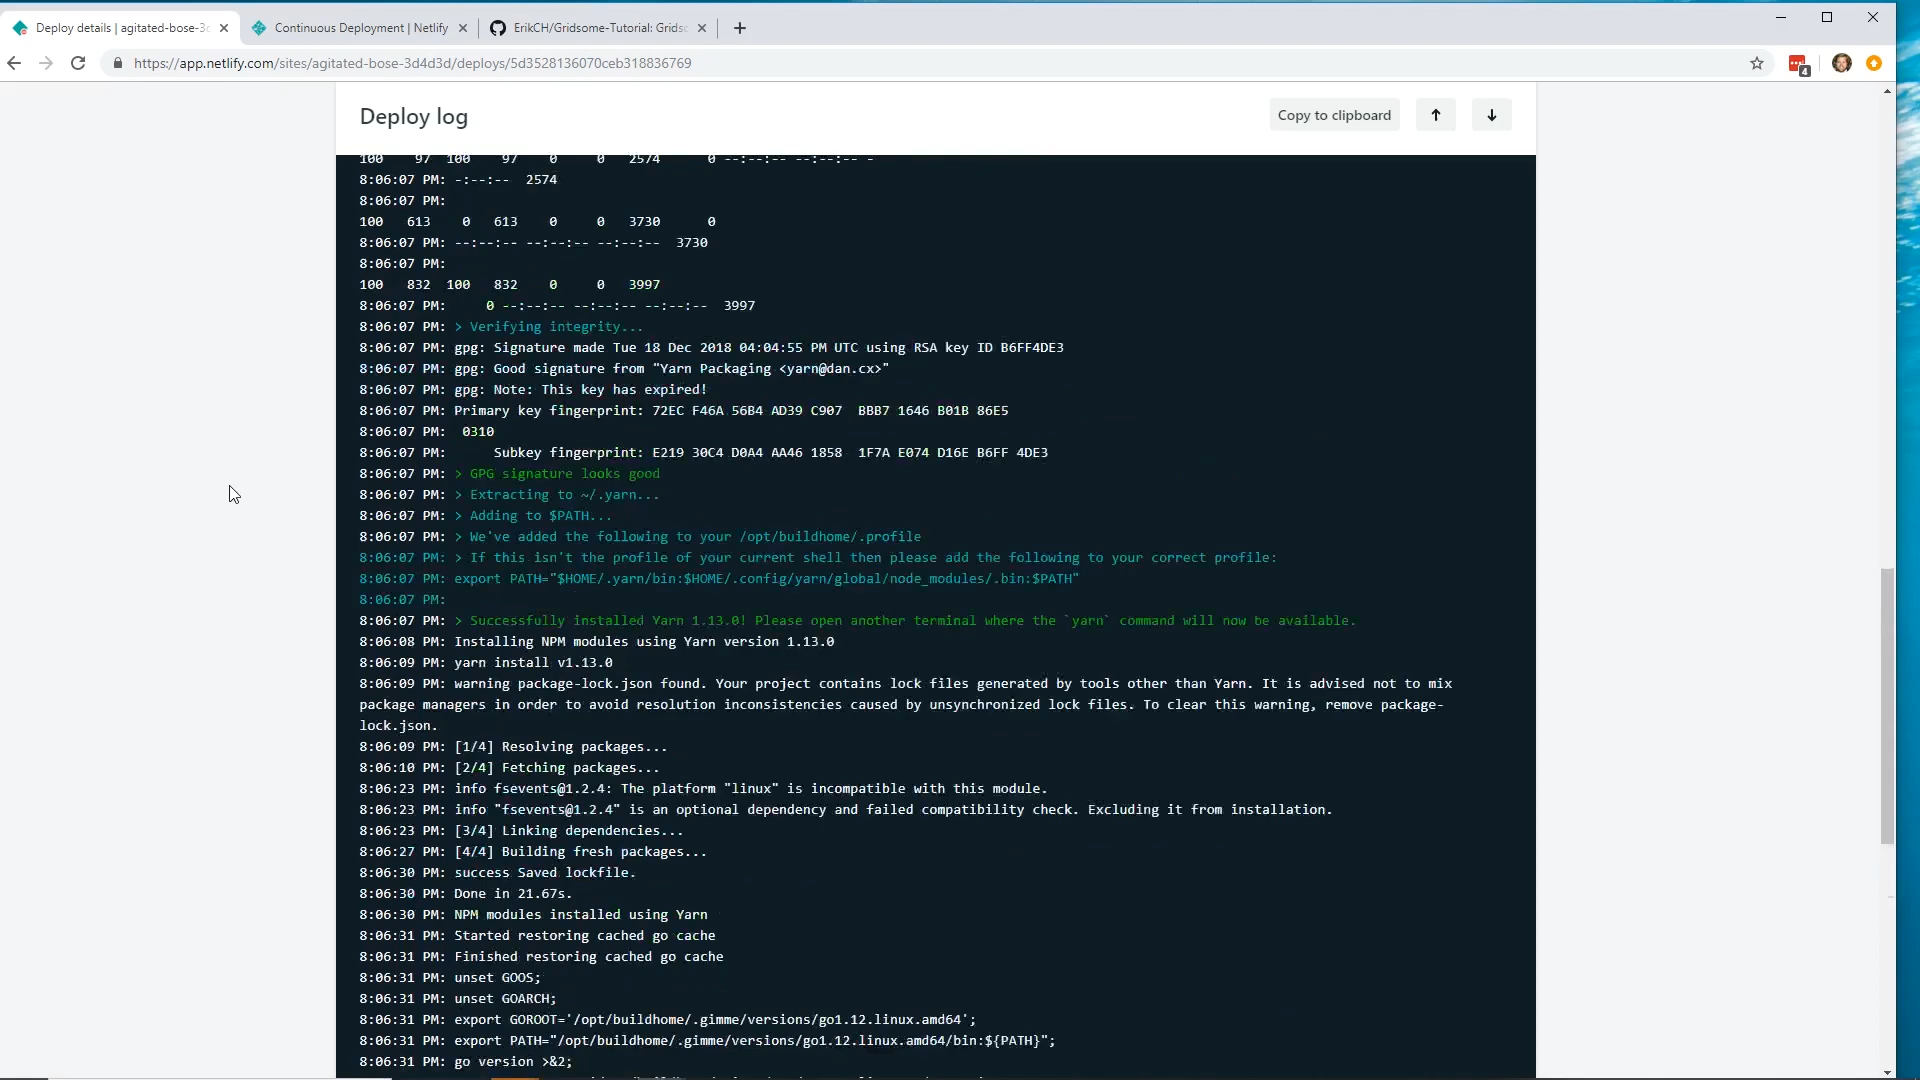 Deploy details | agitated-bose-3d
Continuous Deployment | Netlify
ErikCH/Gridsome-Tutorial: Grids
https://app.netlify.com/sites/agitated-bose-3d4d3d/deploys/5d3528136070ceb318836769
4
Deploy log
Copy to clipboard
100    97  100    97    0     0   2574      0 --:--:-- --:--:-- -
8:06:07 PM: -:--:--  2574
8:06:07 PM:
100   613    0   613    0     0   3730      0
8:06:07 PM: --:--:-- --:--:-- --:--:--  3730
8:06:07 PM:
100   832  100   832    0     0   3997
8:06:07 PM:     0 --:--:-- --:--:-- --:--:--  3997
8:06:07 PM: > Verifying integrity...
8:06:07 PM: gpg: Signature made Tue 18 Dec 2018 04:04:55 PM UTC using RSA key ID B6FF4DE3
8:06:07 PM: gpg: Good signature from "Yarn Packaging <yarn@dan.cx>"
8:06:07 PM: gpg: Note: This key has expired!
8:06:07 PM: Primary key fingerprint: 72EC F46A 56B4 AD39 C907  BBB7 1646 B01B 86E5
8:06:07 PM:  0310
8:06:07 PM:      Subkey fingerprint: E219 30C4 D0A4 AA46 1858  1F7A E074 D16E B6FF 4DE3
8:06:07 PM: > GPG signature looks good
8:06:07 PM: > Extracting to ~/.yarn...
8:06:07 PM: > Adding to $PATH...
8:06:07 PM: > We've added the following to your /opt/buildhome/.profile
8:06:07 PM: > If this isn't the profile of your current shell then please add the following to your correct profile:
8:06:07 PM: export PATH="$HOME/.yarn/bin:$HOME/.config/yarn/global/node_modules/.bin:$PATH"
8:06:07 PM:
8:06:07 PM: > Successfully installed Yarn 1.13.0! Please open another terminal where the `yarn` command will now be available.
8:06:08 PM: Installing NPM modules using Yarn version 1.13.0
8:06:09 PM: yarn install v1.13.0
8:06:09 PM: warning package-lock.json found. Your project contains lock files generated by tools other than Yarn. It is advised not to mix
package managers in order to avoid resolution inconsistencies caused by unsynchronized lock files. To clear this warning, remove package-
lock.json.
8:06:09 PM: [1/4] Resolving packages...
8:06:10 PM: [2/4] Fetching packages...
8:06:23 PM: info fsevents@1.2.4: The platform "linux" is incompatible with this module.
8:06:23 PM: info "fsevents@1.2.4" is an optional dependency and failed compatibility check. Excluding it from installation.
8:06:23 PM: [3/4] Linking dependencies...
8:06:27 PM: [4/4] Building fresh packages...
8:06:30 PM: success Saved lockfile.
8:06:30 PM: Done in 21.67s.
8:06:30 PM: NPM modules installed using Yarn
8:06:31 PM: Started restoring cached go cache
8:06:31 PM: Finished restoring cached go cache
8:06:31 PM: unset GOOS;
8:06:31 PM: unset GOARCH;
8:06:31 PM: export GOROOT='/opt/buildhome/.gimme/versions/go1.12.linux.amd64';
8:06:31 PM: export PATH="/opt/buildhome/.gimme/versions/go1.12.linux.amd64/bin:${PATH}";
8:06:31 PM: go version >&2;